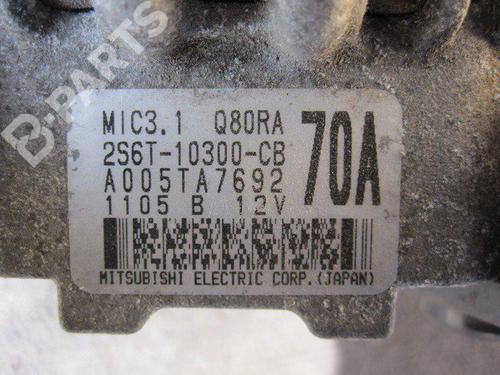 B-PARTS
MIC3.1 Q80RA
70A
2S6T-10300-CB
A005TA7692
1105 B 12V
MITSUBISHI ELECTRIC CORP.(JAPAN)